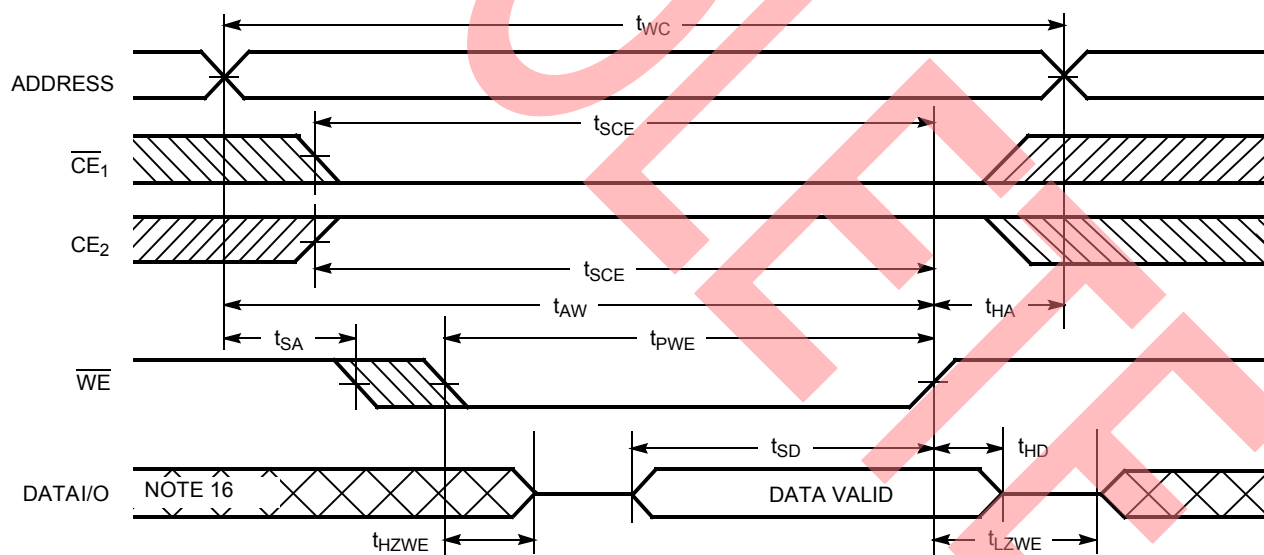 tWC
ADDRESS
tSCE
CE1
CE2
tSCE
tAW
tHA
tSA
tPWE
WE
tSD
tHD
DATAI/O
NOTE 16
DATA VALID
tHZWE
tLZWE